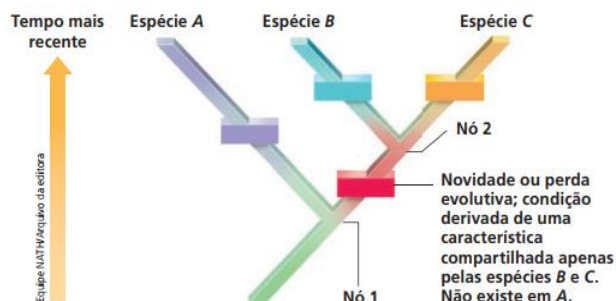 Tempo mais
recente
Espécie A
Espécie B
Espécie C
Nó 2
Novidade ou perda
evolutiva; condição
derivada de uma
característica
compartilhada apenas
pelas espécies B e C.
Não existe em A.
Nó 1
Equipe NATH/Arquivo da editora